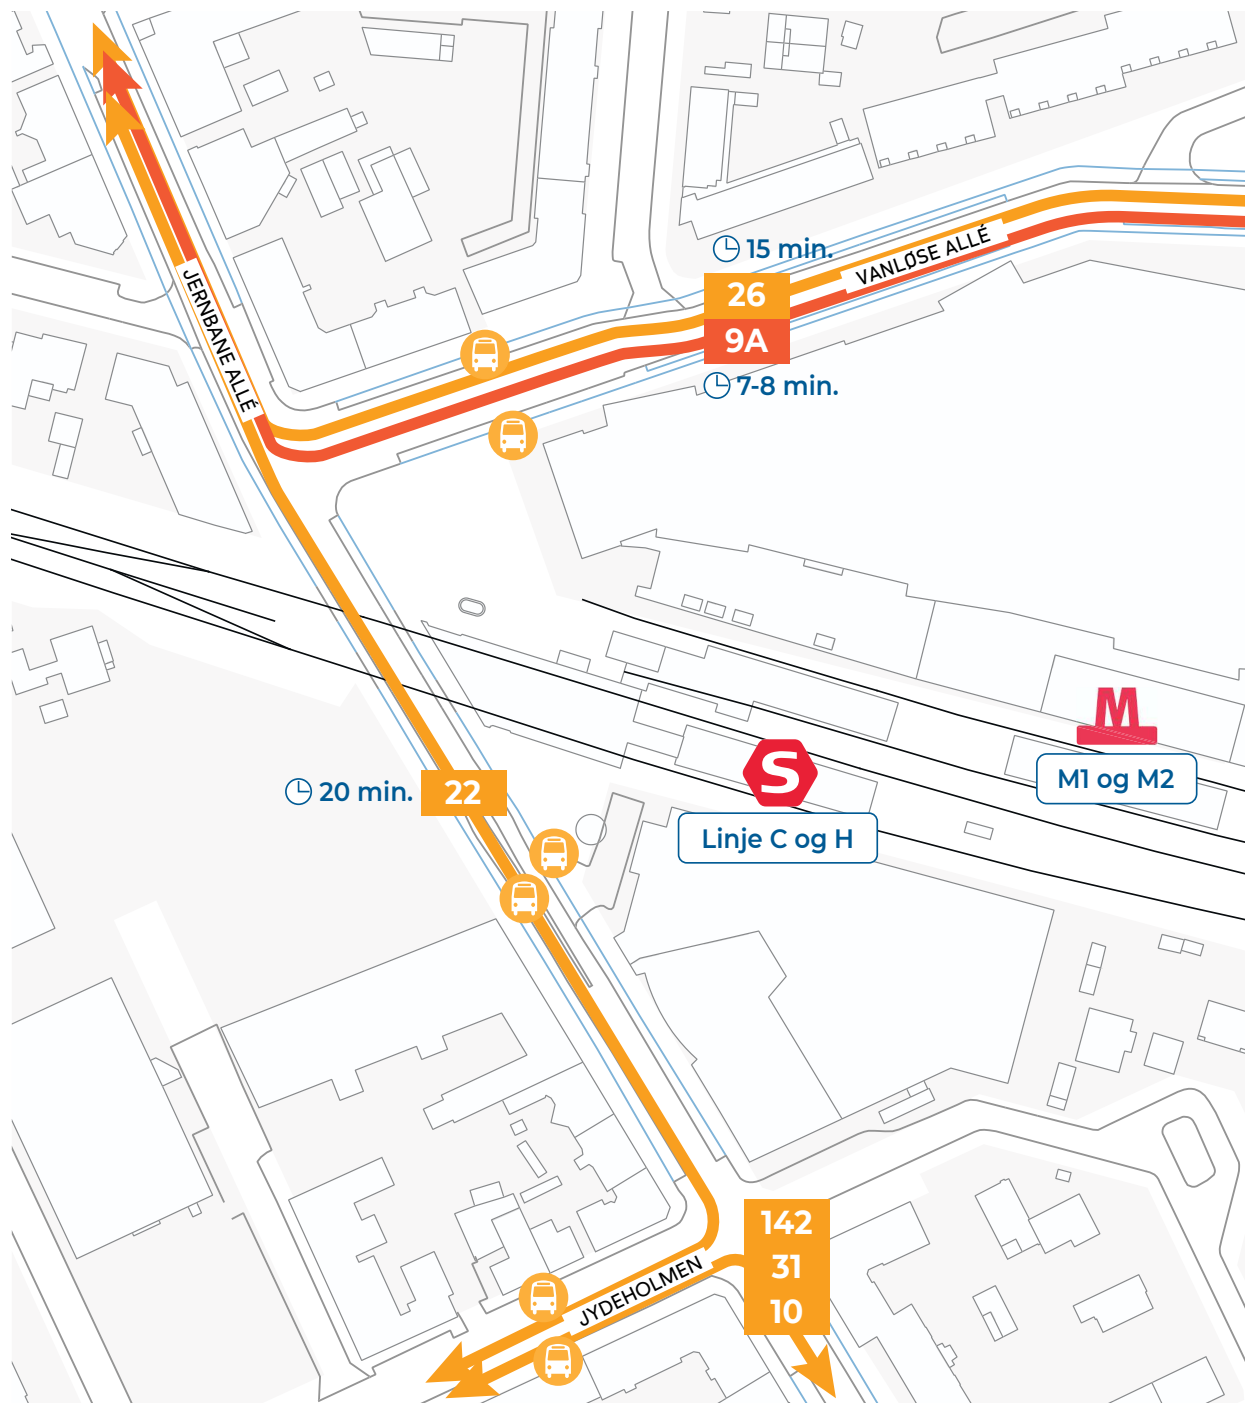 15 min.
VANLØSE ALLÉ
26
9A
7-8 min.
JERNBANE ALLÉ
M
M1 og M2
S
Linje C og H
20 min.
22
142
31
10
JYDEHOLMEN